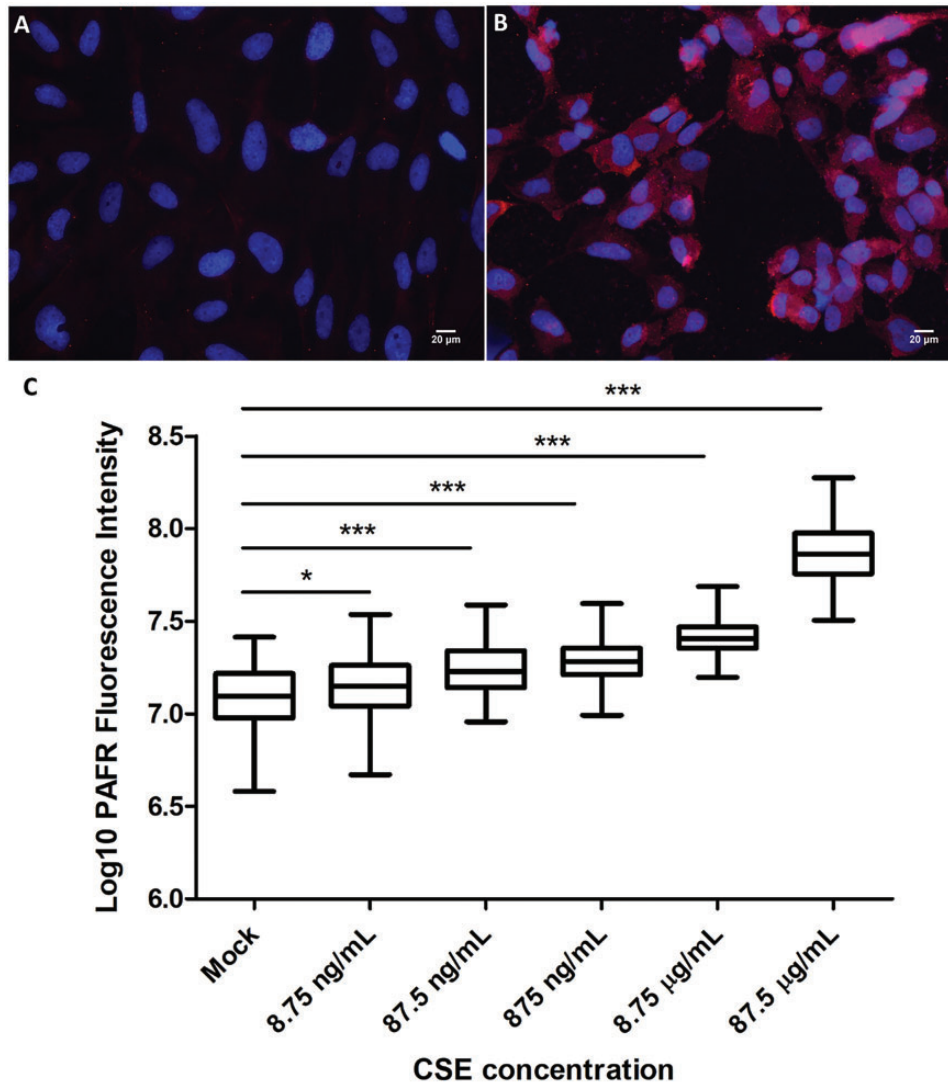 A
B
20 μm
20 μm
C
***
***
***
***
*
Log10 PAFR Fluorescence Intensity
8.5
8.0
7.5
7.0
6.5
6.0
Mock
8.75 ng/mL
87.5 ng/mL
875 ng/mL
8.75 μg/mL
87.5 μg/mL
CSE concentration